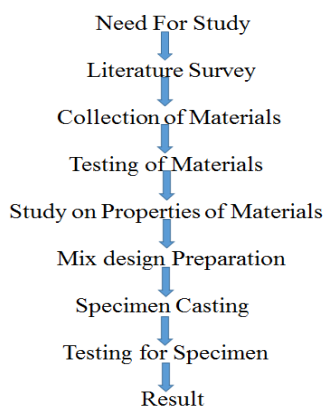 Need For Study
Literature Survey
Collection of Materials
Testing of Materials
Study on Properties of Materials
Mix design Preparation
Specimen Casting
Testing for Specimen
Result